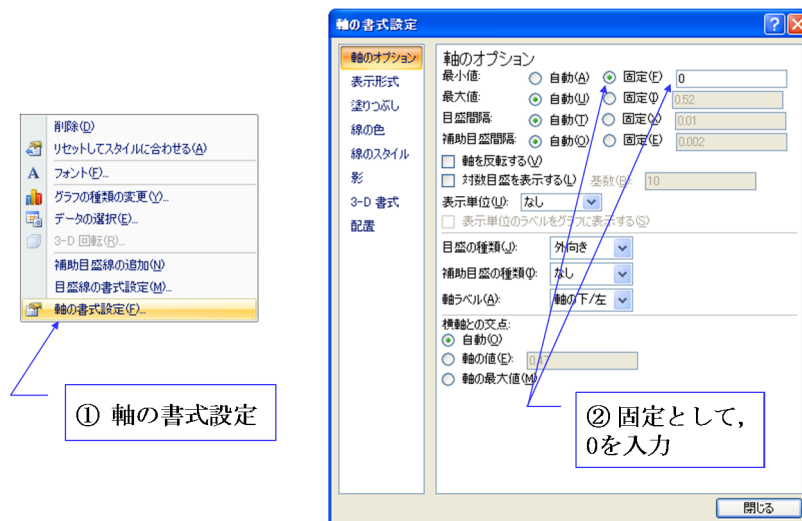 削除(D)
リセットしてスタイルに合わせる(A)
A フォント(F)...
グラフの種類の変更(Y)...
データの選択(E)...
3-D 回転(R)...
補助目盛線の追加(N)
目盛線の書式設定(M)...
軸の書式設定(F)...
① 軸の書式設定
軸の書式設定
軸のオプション
表示形式
塗りつぶし
線の色
線のスタイル
影
3-D 書式
配置
軸のオプション
最小値: 自動(A) 固定(F) 0
最大値: 自動(U) 固定(I) 0.52
目盛間隔: 自動(T) 固定(X) 0.01
補助目盛間隔: 自動(O) 固定(E) 0.002
軸を反転する(V)
対数目盛を表示する(L) 基数(B): 10
表示単位(U): なし
表示単位のラベルをグラフに表示する(S)
目盛の種類(J): 外向き
補助目盛の種類(I): なし
軸ラベル(A): 軸の下/左
横軸との交点:
自動(O)
軸の値(E): 0.47
軸の最大値(M)
② 固定として,
0を入力
閉じる